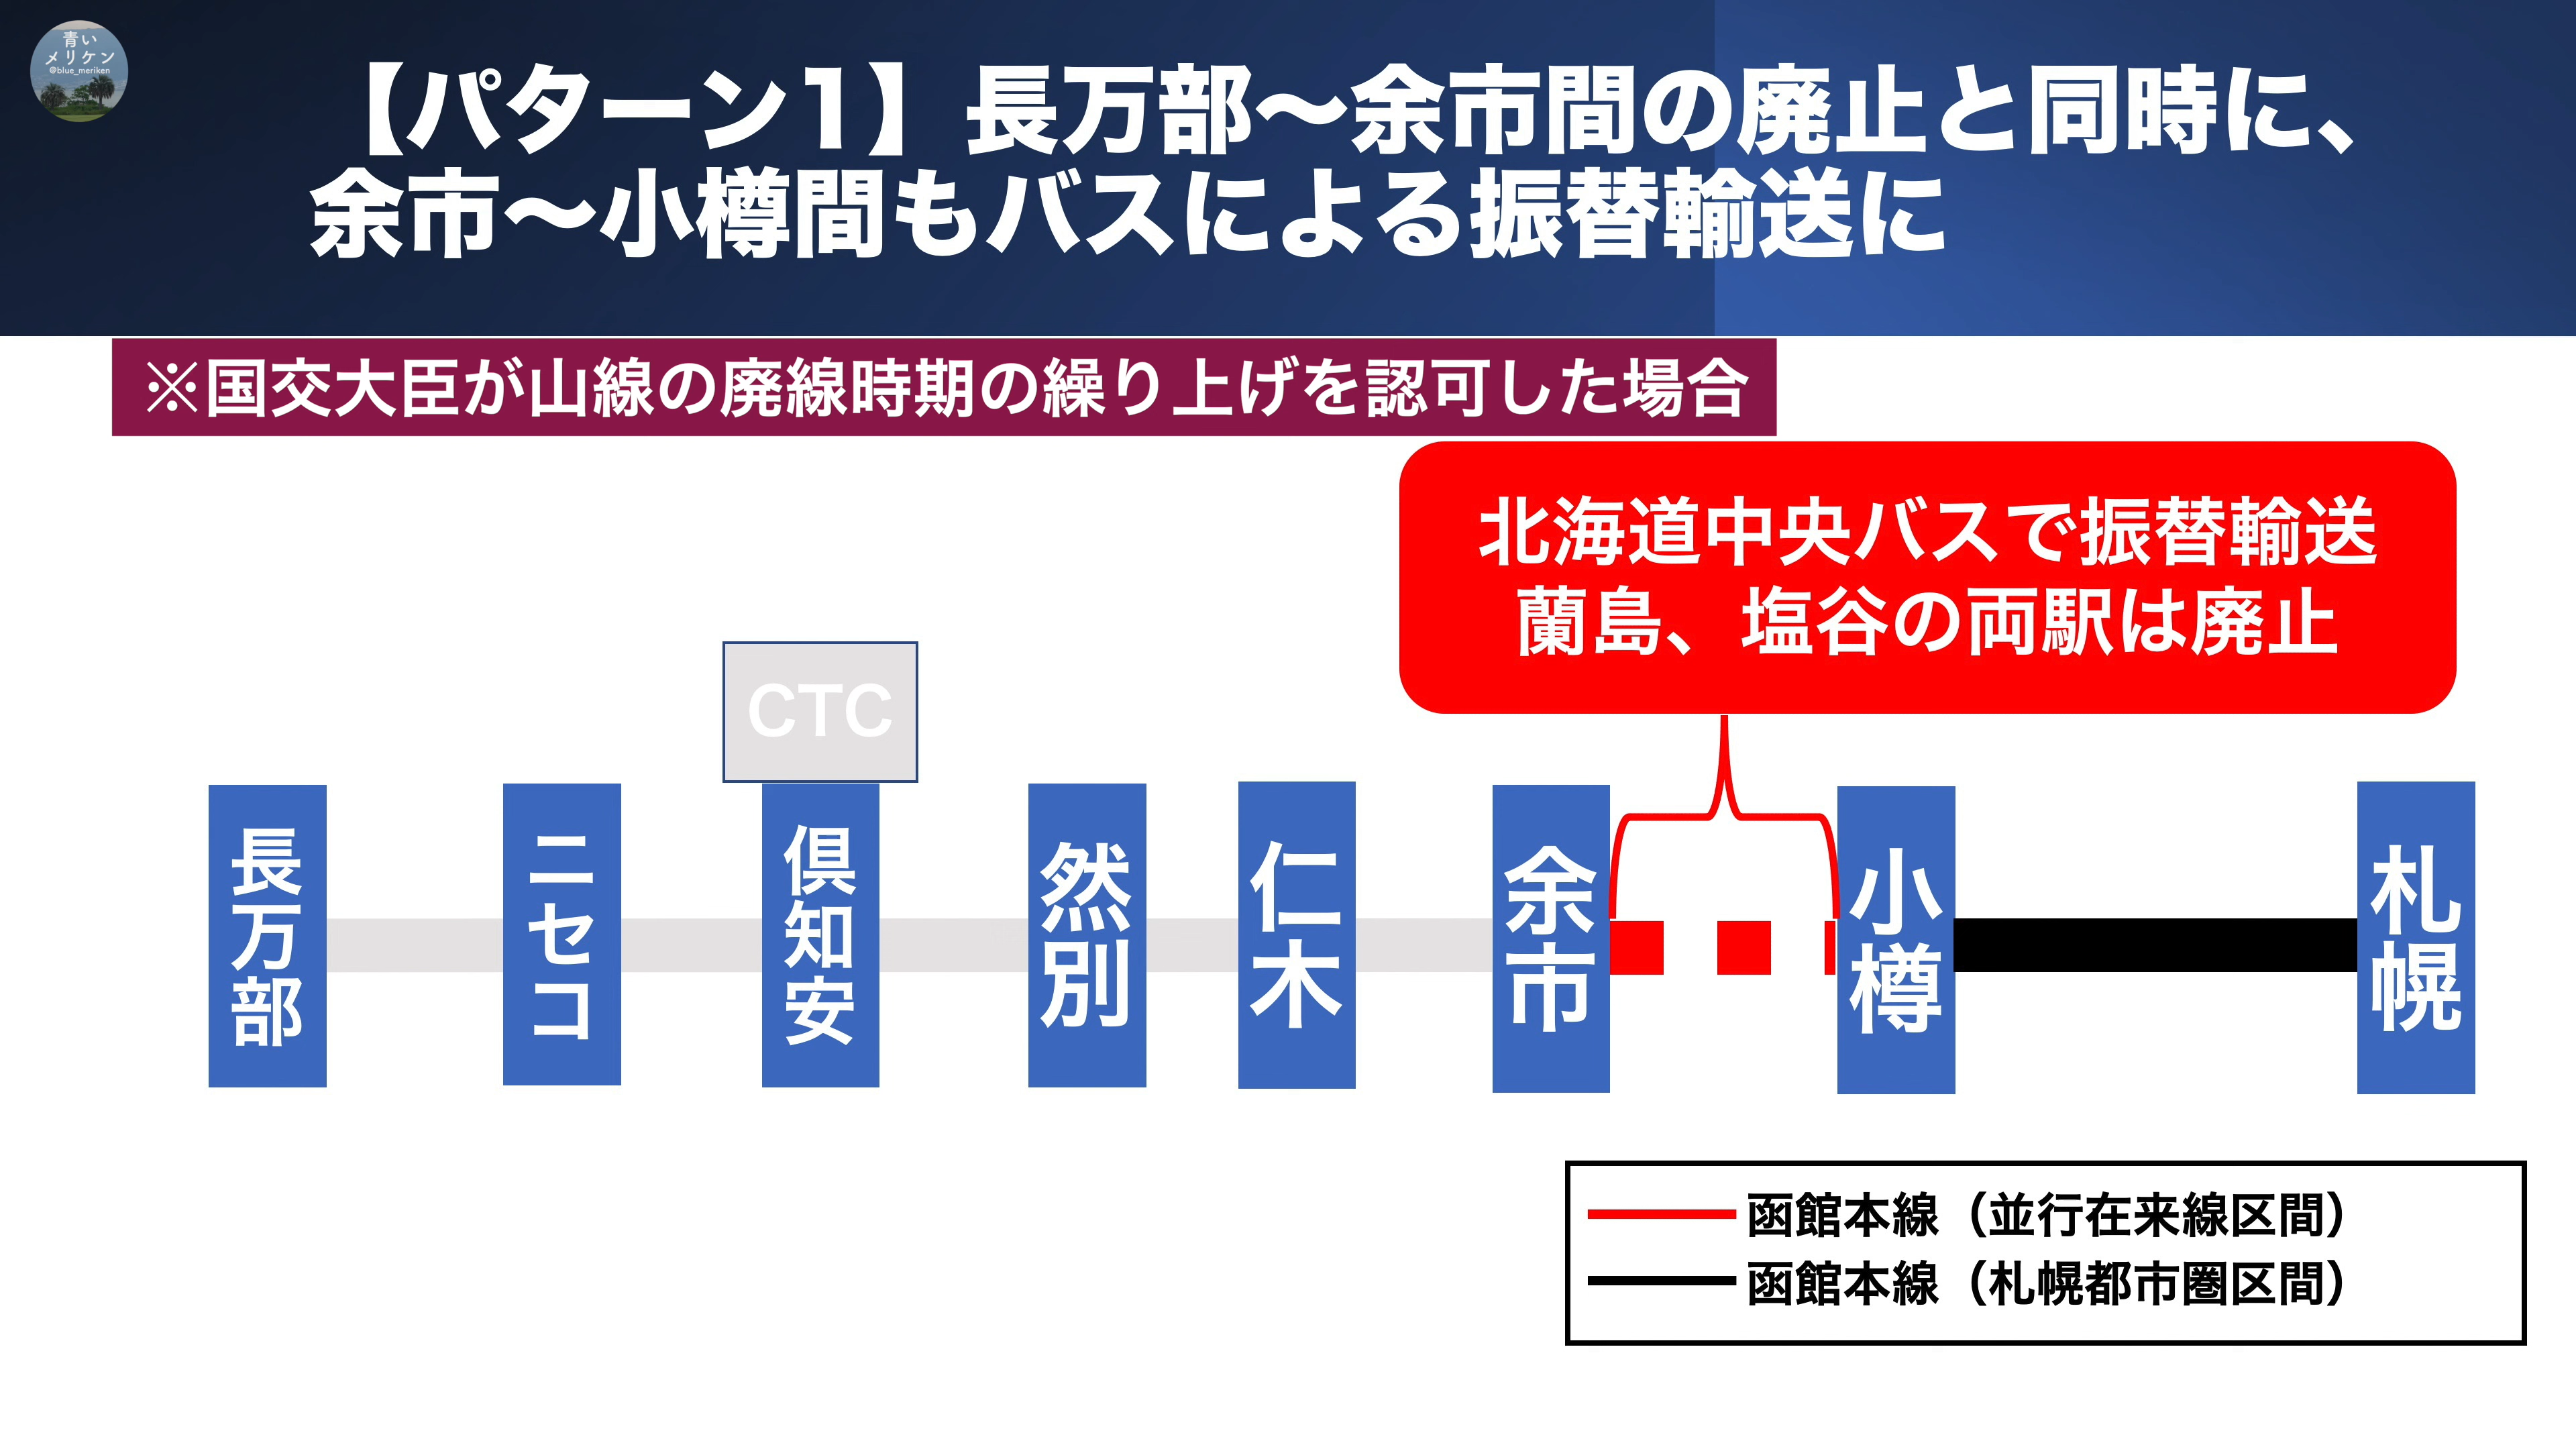 青い
メリケン
@blue_meriken
【パターン1】長万部～余市間の廃止と同時に、
余市～小樽間もバスによる振替輸送に
※国交大臣が山線の廃線時期の繰り上げを認可した場合
北海道中央バスで振替輸送
蘭島、塩谷の両駅は廃止
CTC
長万部
ニセコ
倶知安
然別
仁木
余市
小樽
札幌
函館本線（並行在来線区間）
函館本線（札幌都市圏区間）